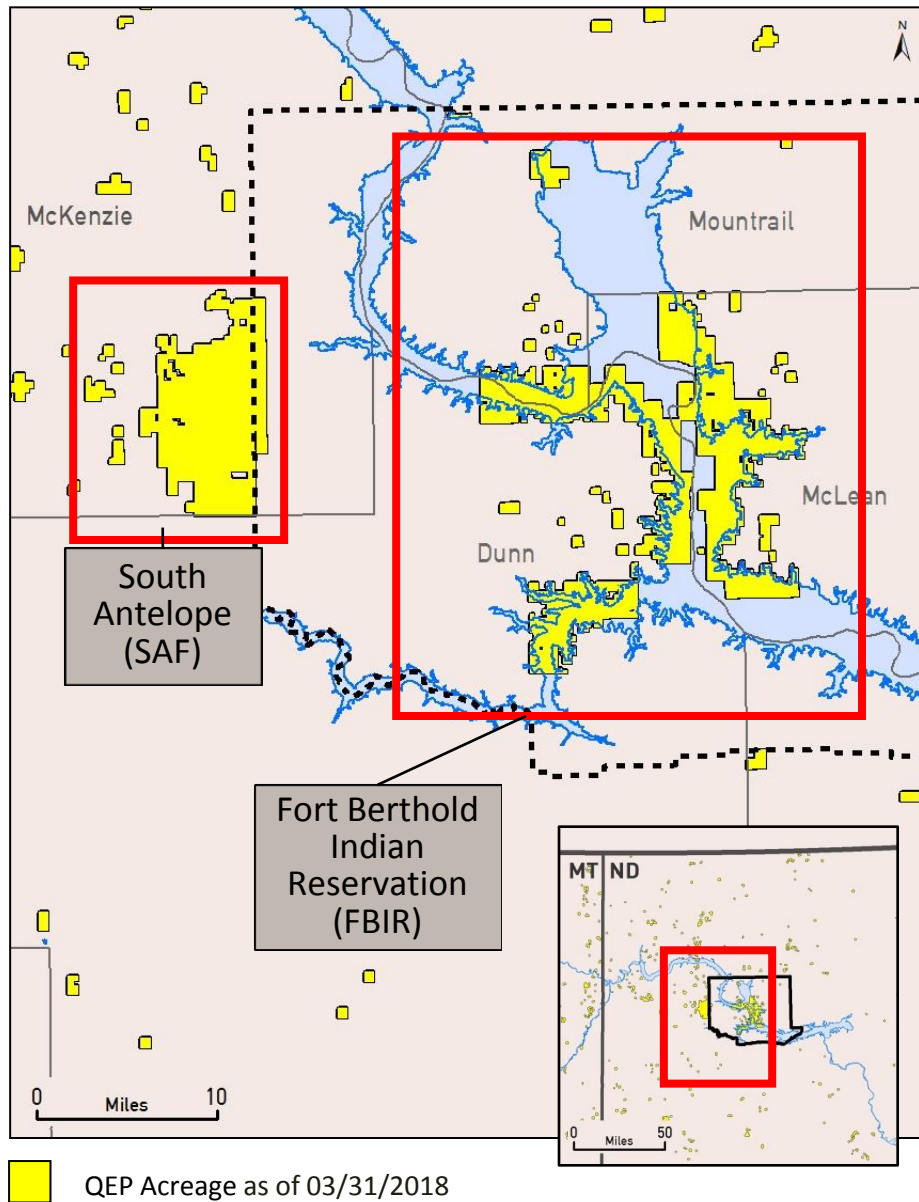 N
McKenzie
Mountrail
McLean
Dunn
South
Antelope
(SAF)
Fort Berthold
Indian
Reservation
(FBIR)
MT
ND
0
10
Miles
0
50
Miles
QEP Acreage as of 03/31/2018